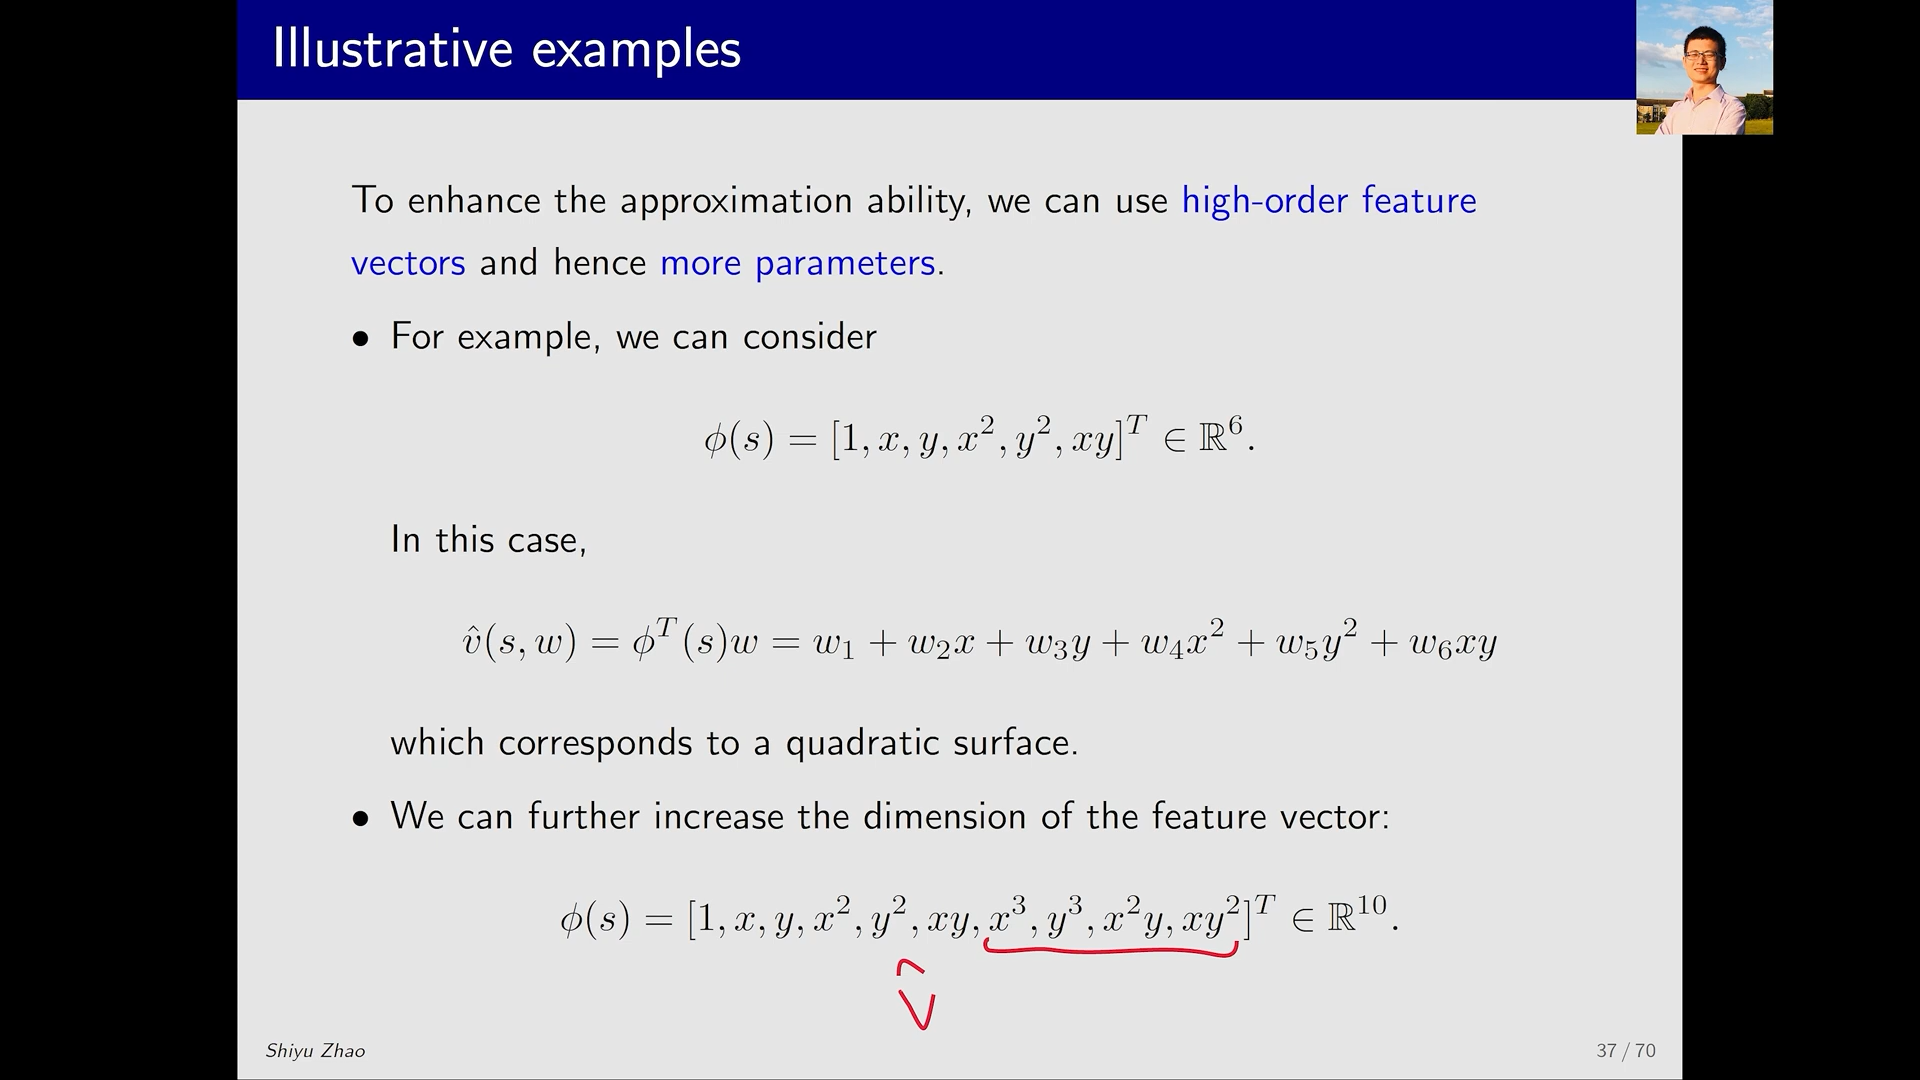 Illustrative examples
To enhance the approximation ability, we can use high-order feature
vectors and hence more parameters.
• For example, we can consider
ϕ(s) = [1, x, y, x², y², xy]ᵀ ∈ ℝ⁶.
In this case,
v̂(s, w) = ϕᵀ(s)w = w₁ + w₂x + w₃y + w₄x² + w₅y² + w₆xy
which corresponds to a quadratic surface.
• We can further increase the dimension of the feature vector:
ϕ(s) = [1, x, y, x², y², xy, x³, y³, x²y, xy²]ᵀ ∈ ℝ¹⁰.
v̂
Shiyu Zhao
37 / 70